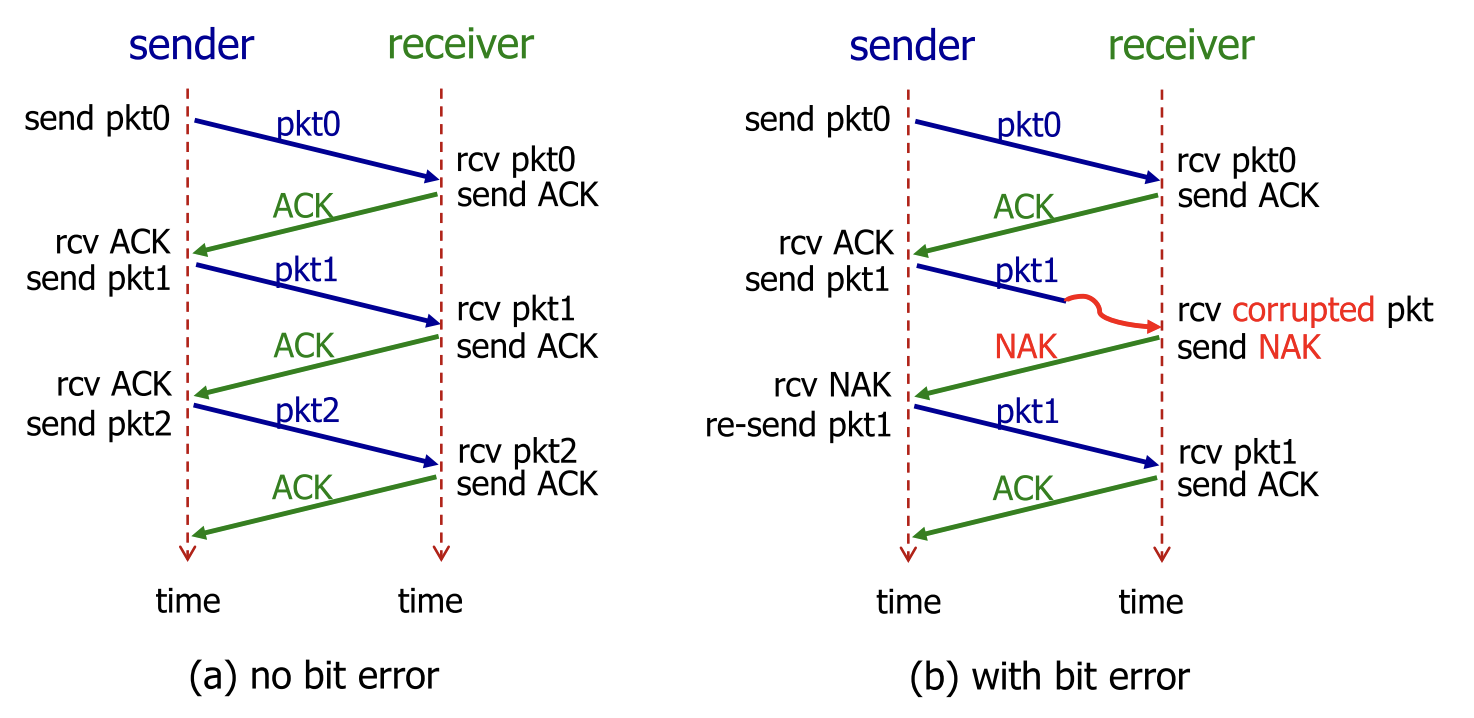 sender
receiver
send pkt0
pkt0
rcv pkt0
send ACK
ACK
rcv ACK
send pkt1
pkt1
rcv pkt1
send ACK
ACK
rcv ACK
send pkt2
pkt2
rcv pkt2
send ACK
ACK
time
time
(a) no bit error
sender
receiver
send pkt0
pkt0
rcv pkt0
send ACK
ACK
rcv ACK
send pkt1
pkt1
rcv corrupted pkt
send NAK
NAK
rcv NAK
re-send pkt1
pkt1
rcv pkt1
send ACK
ACK
time
time
(b) with bit error